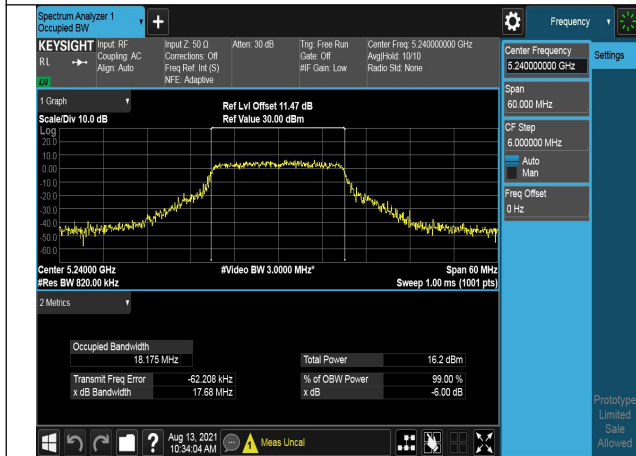 Spectrum Analyzer 1
Occupied BW
+
Frequency
KEYSIGHT
RL
LXI
Input: RF
Coupling: AC
Align: Auto
Input Z: 50 Ω
Corrections: Off
Freq Ref: Int (S)
NFE: Adaptive
Atten: 30 dB
Trig: Free Run
Gate: Off
#IF Gain: Low
Center Freq: 5.240000000 GHz
Avg|Hold: 10/10
Radio Std: None
Center Frequency
5.240000000 GHz
Settings
Span
60.000 MHz
CF Step
6.000000 MHz
Auto
Man
Freq Offset
0 Hz
1 Graph
Scale/Div 10.0 dB
Ref Lvl Offset 11.47 dB
Ref Value 30.00 dBm
Log
20.0
10.0
0.00
-10.0
-20.0
-30.0
-40.0
-50.0
-60.0
Center 5.24000 GHz
#Res BW 820.00 kHz
#Video BW 3.0000 MHz*
Span 60 MHz
Sweep 1.00 ms (1001 pts)
2 Metrics
Occupied Bandwidth
18.175 MHz
Total Power 16.2 dBm
Transmit Freq Error -62.208 kHz
% of OBW Power 99.00 %
x dB Bandwidth 17.68 MHz
x dB -6.00 dB
Prototype
Limited
Sale
Allowed
?
Aug 13, 2021
10:34:04 AM
Meas Uncal